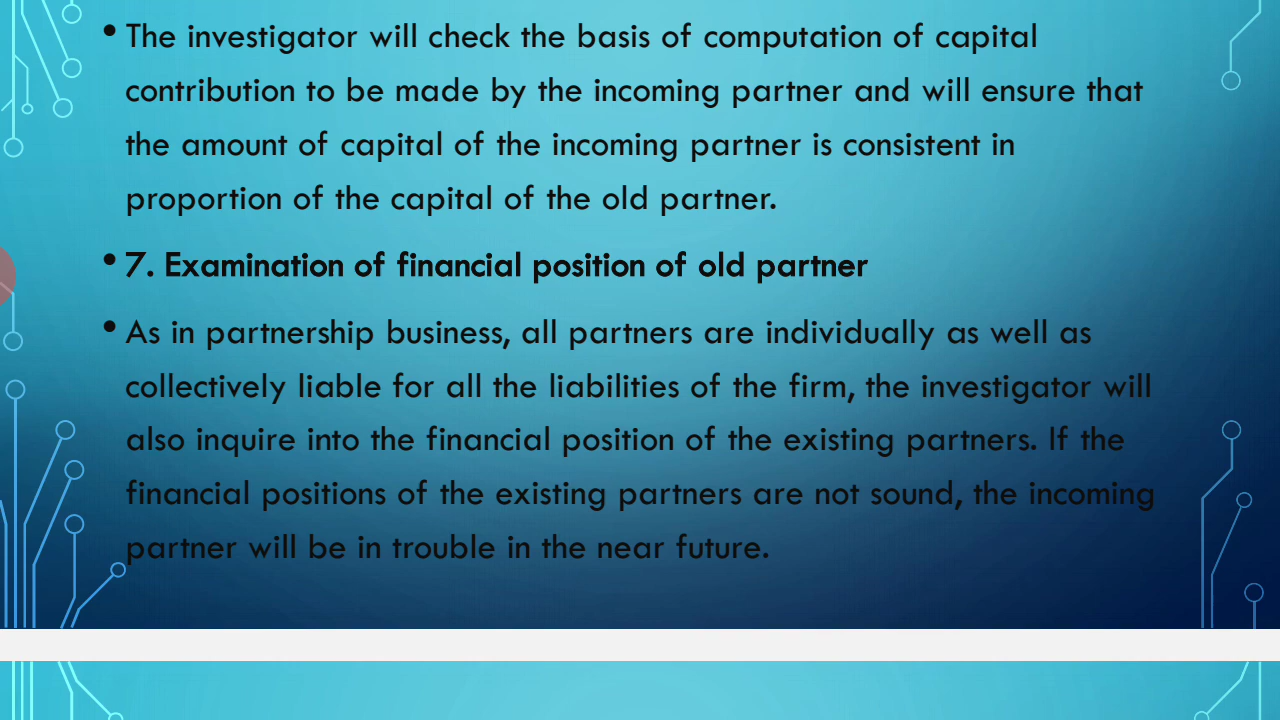 • The investigator will check the basis of computation of capital
contribution to be made by the incoming partner and will ensure that
the amount of capital of the incoming partner is consistent in
proportion of the capital of the old partner.
• 7. Examination of financial position of old partner
• As in partnership business, all partners are individually as well as
collectively liable for all the liabilities of the firm, the investigator will
also inquire into the financial position of the existing partners. If the
financial positions of the existing partners are not sound, the incoming
partner will be in trouble in the near future.